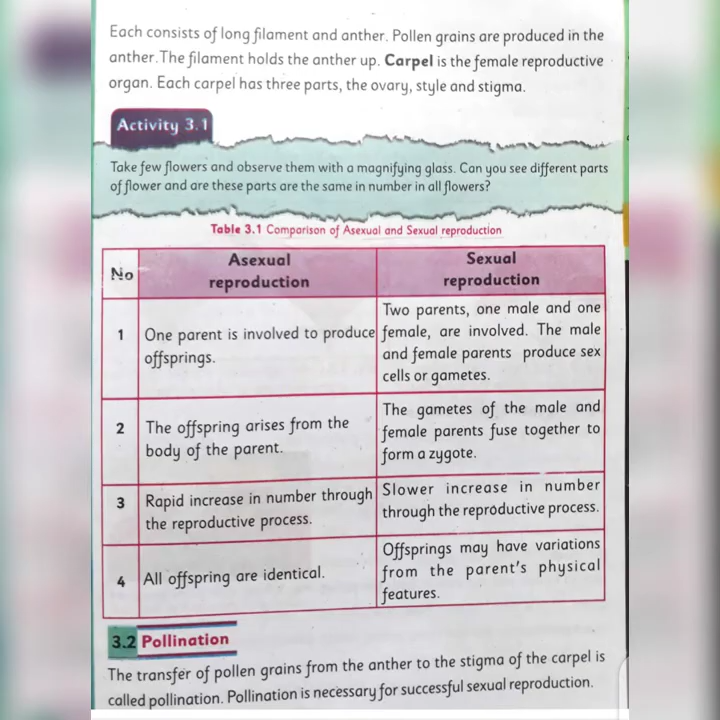 Each consists of long filament and anther. Pollen grains are produced in the
anther. The filament holds the anther up. Carpel is the female reproductive
organ. Each carpel has three parts, the ovary, style and stigma.
Activity 3.1
Take few flowers and observe them with a magnifying glass. Can you see different parts
of flower and are these parts are the same in number in all flowers?
Table 3.1 Comparison of Asexual and Sexual reproduction
No
Asexual
reproduction
Sexual
reproduction
1
One parent is involved to produce
offsprings.
Two parents, one male and one
female, are involved. The male
and female parents produce sex
cells or gametes.
2
The offspring arises from the
body of the parent.
The gametes of the male and
female parents fuse together to
form a zygote.
3
Rapid increase in number through
the reproductive process.
Slower increase in number
through the reproductive process.
4
All offspring are identical.
Offsprings may have variations
from the parent's physical
features.
3.2 Pollination
The transfer of pollen grains from the anther to the stigma of the carpel is
called pollination. Pollination is necessary for successful sexual reproduction.